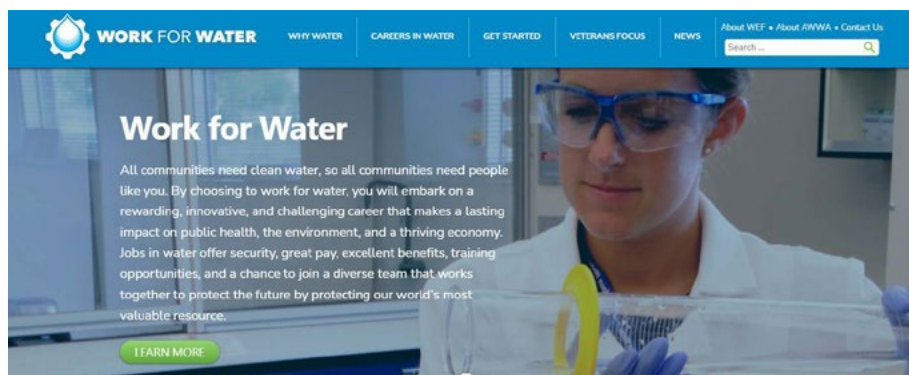 WORK FOR WATER
WHY WATER
CAREERS IN WATER
GET STARTED
VETERANS FOCUS
NEWS
About WEF • About AWWA • Contact Us
Search ...
Work for Water
All communities need clean water, so all communities need people
like you. By choosing to work for water, you will embark on a
rewarding, innovative, and challenging career that makes a lasting
impact on public health, the environment, and a thriving economy.
Jobs in water offer security, great pay, excellent benefits, training
opportunities, and a chance to join a diverse team that works
together to protect the future by protecting our world's most
valuable resource.
LEARN MORE